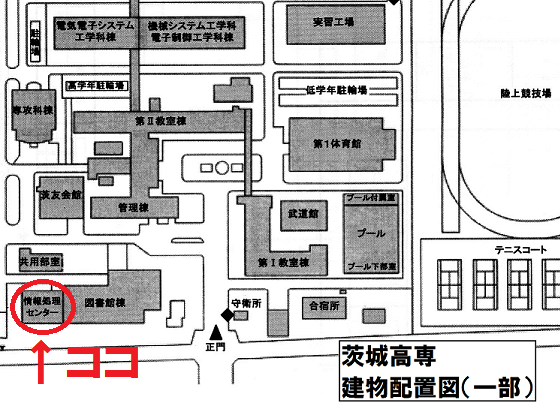 電気電子システム
工学科棟
機械システム工学科
電子制御工学科棟
実習工場
駐輪場
高学年駐輪場
低学年駐輪場
陸上競技場
専攻科棟
第Ⅱ教室棟
第1体育館
茨友会館
管理棟
武道館
プール付属室
プール
プール下部室
第Ⅰ教室棟
テニスコート
共用部室
情報処理
センター
図書館棟
守衛所
合宿所
正門
↑ココ
茨城高専
建物配置図(一部)